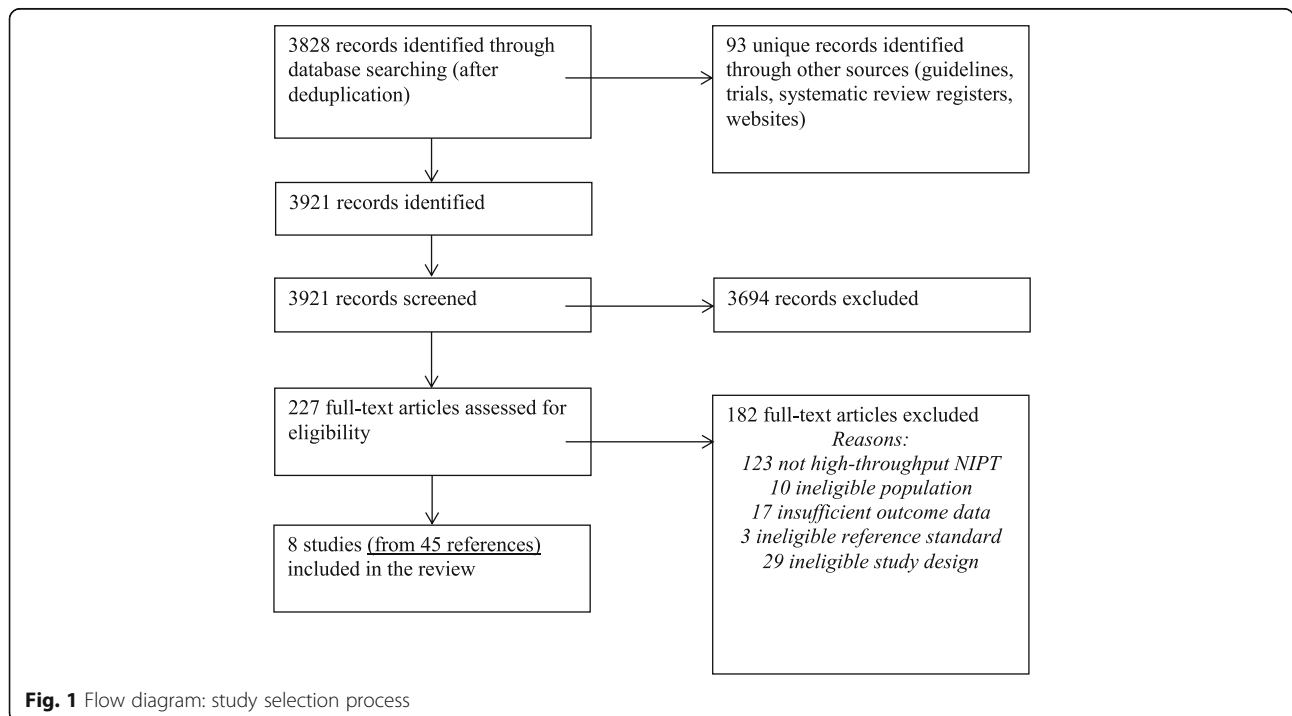 3828 records identified through
database searching (after
deduplication)
93 unique records identified
through other sources (guidelines,
trials, systematic review registers,
websites)
3921 records identified
3921 records screened
3694 records excluded
227 full-text articles assessed for
eligibility
182 full-text articles excluded
Reasons:
123 not high-throughput NIPT
10 ineligible population
17 insufficient outcome data
3 ineligible reference standard
29 ineligible study design
8 studies (from 45 references)
included in the review
Fig. 1 Flow diagram: study selection process